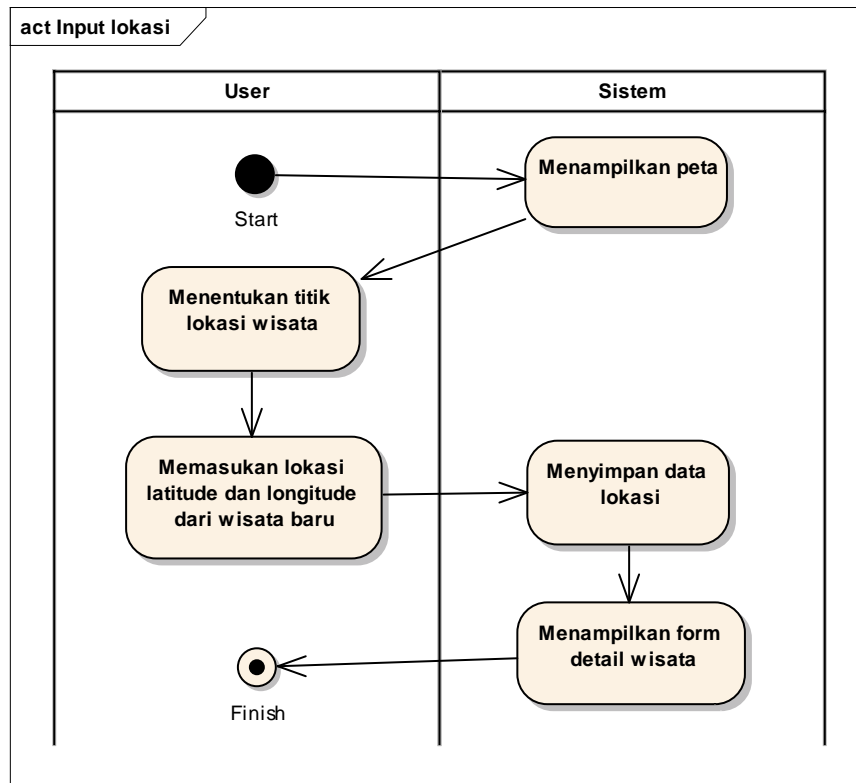 act Input lokasi
User
Sistem
Menampilkan peta
Start
Menentukan titik
lokasi wisata
Memasukan lokasi
latitude dan longitude
dari wisata baru
Menyimpan data
lokasi
Menampilkan form
detail wisata
Finish